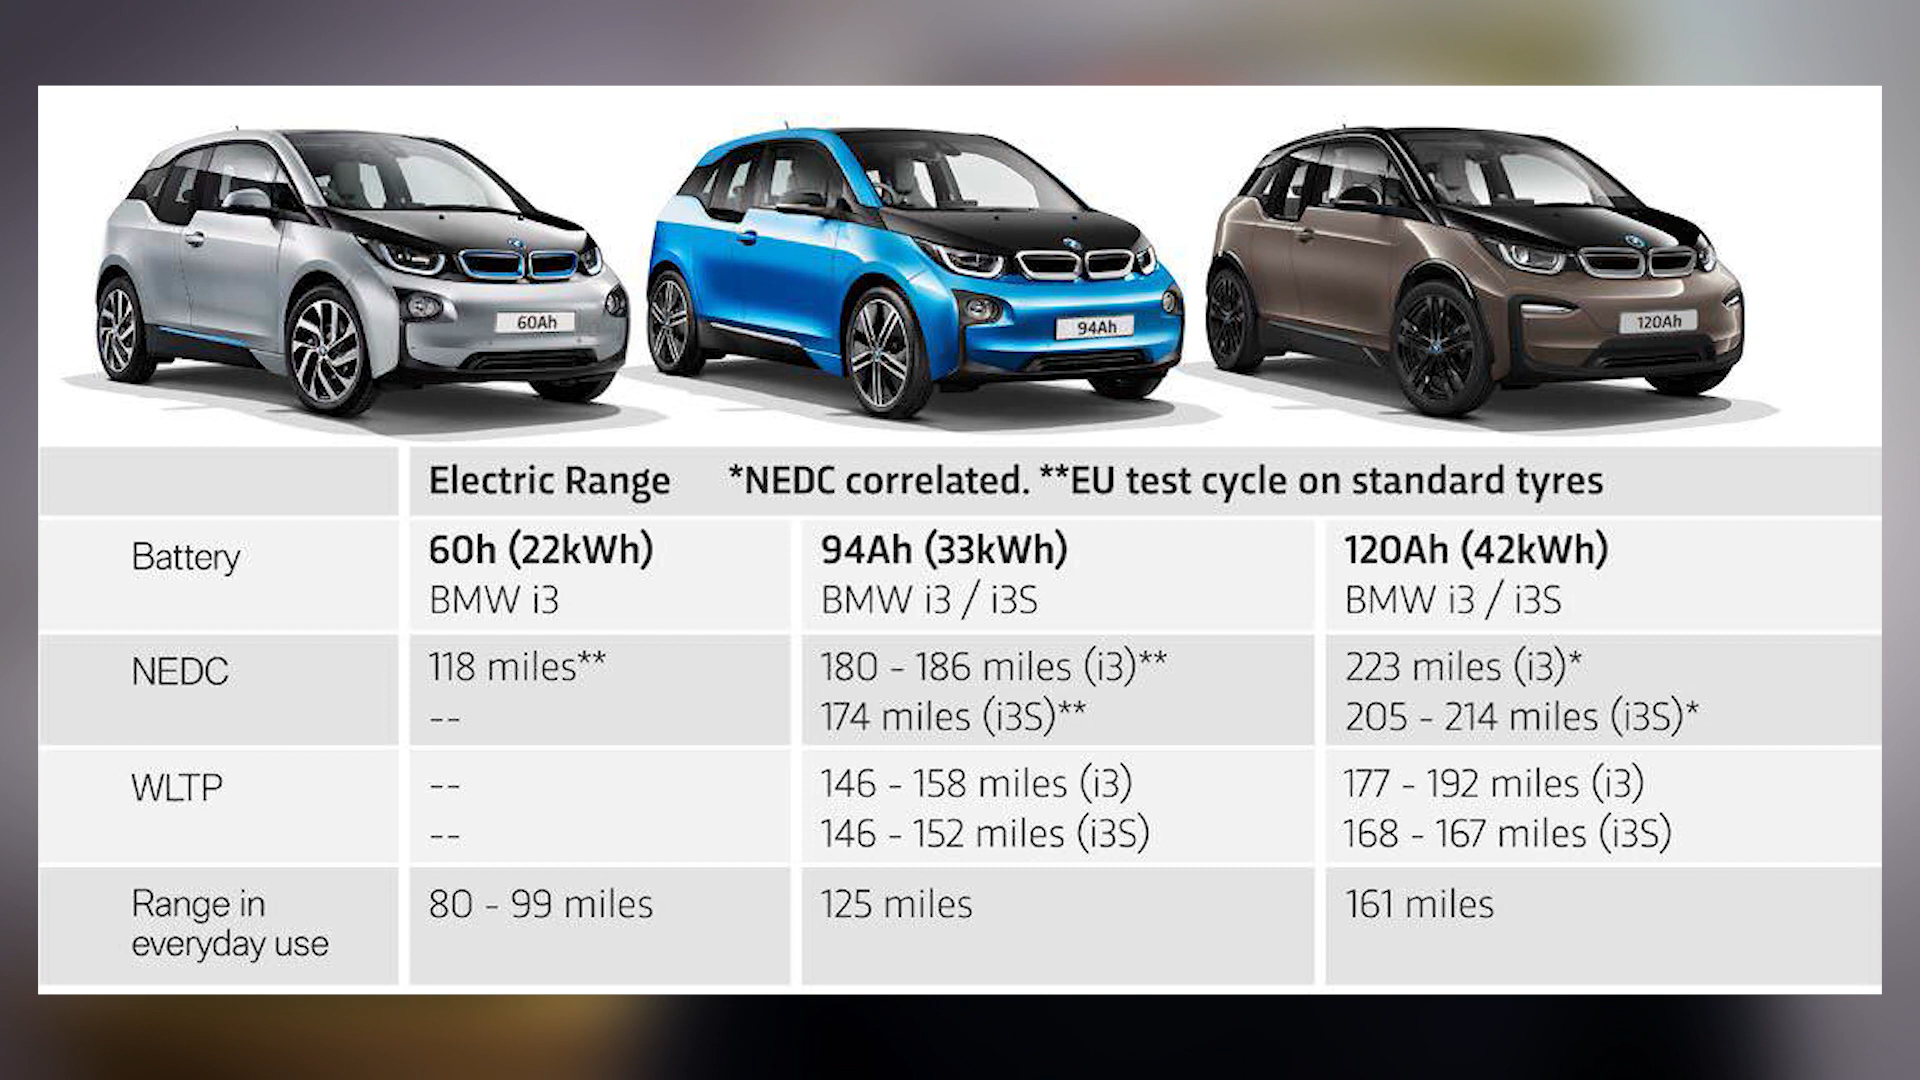 60Ah
94Ah
120Ah
Electric Range *NEDC correlated. **EU test cycle on standard tyres
Battery
60h (22kWh)
BMW i3
94Ah (33kWh)
BMW i3 / i3S
120Ah (42kWh)
BMW i3 / i3S
NEDC
118 miles**
--
180 - 186 miles (i3)**
174 miles (i3S)**
223 miles (i3)*
205 - 214 miles (i3S)*
WLTP
--
--
146 - 158 miles (i3)
146 - 152 miles (i3S)
177 - 192 miles (i3)
168 - 167 miles (i3S)
Range in
everyday use
80 - 99 miles
125 miles
161 miles